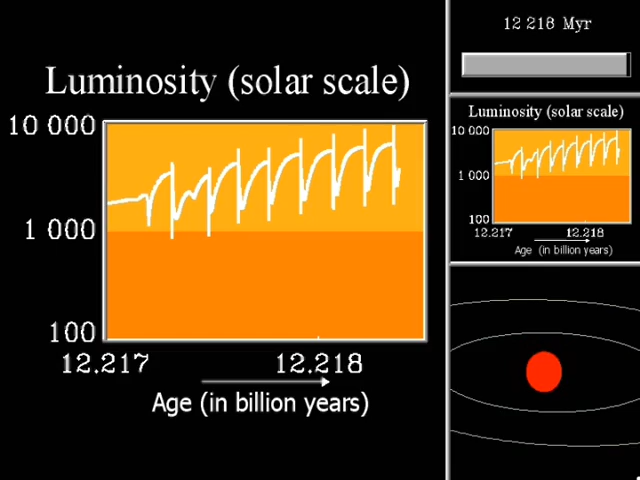 Luminosity (solar scale)
10 000
1 000
100
12.217 12.218
Age (in billion years)
12 218 Myr
Luminosity (solar scale)
10 000
1 000
100
12.217 12.218
Age (in billion years)